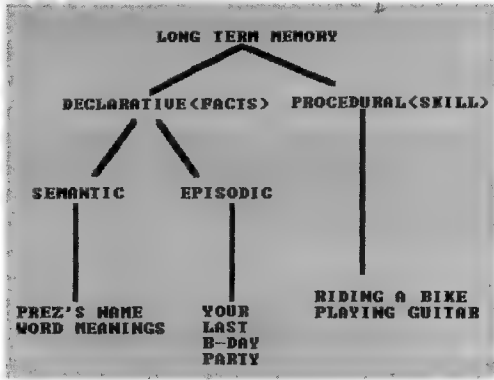 LONG TERM MEMORY
DECLARATIVE<FACTS> PROCEDURAL<SKILL>
SEMANTIC EPISODIC
PREZ'S NAME
WORD MEANINGS
YOUR
LAST
B-DAY
PARTY
RIDING A BIKE
PLAYING GUITAR